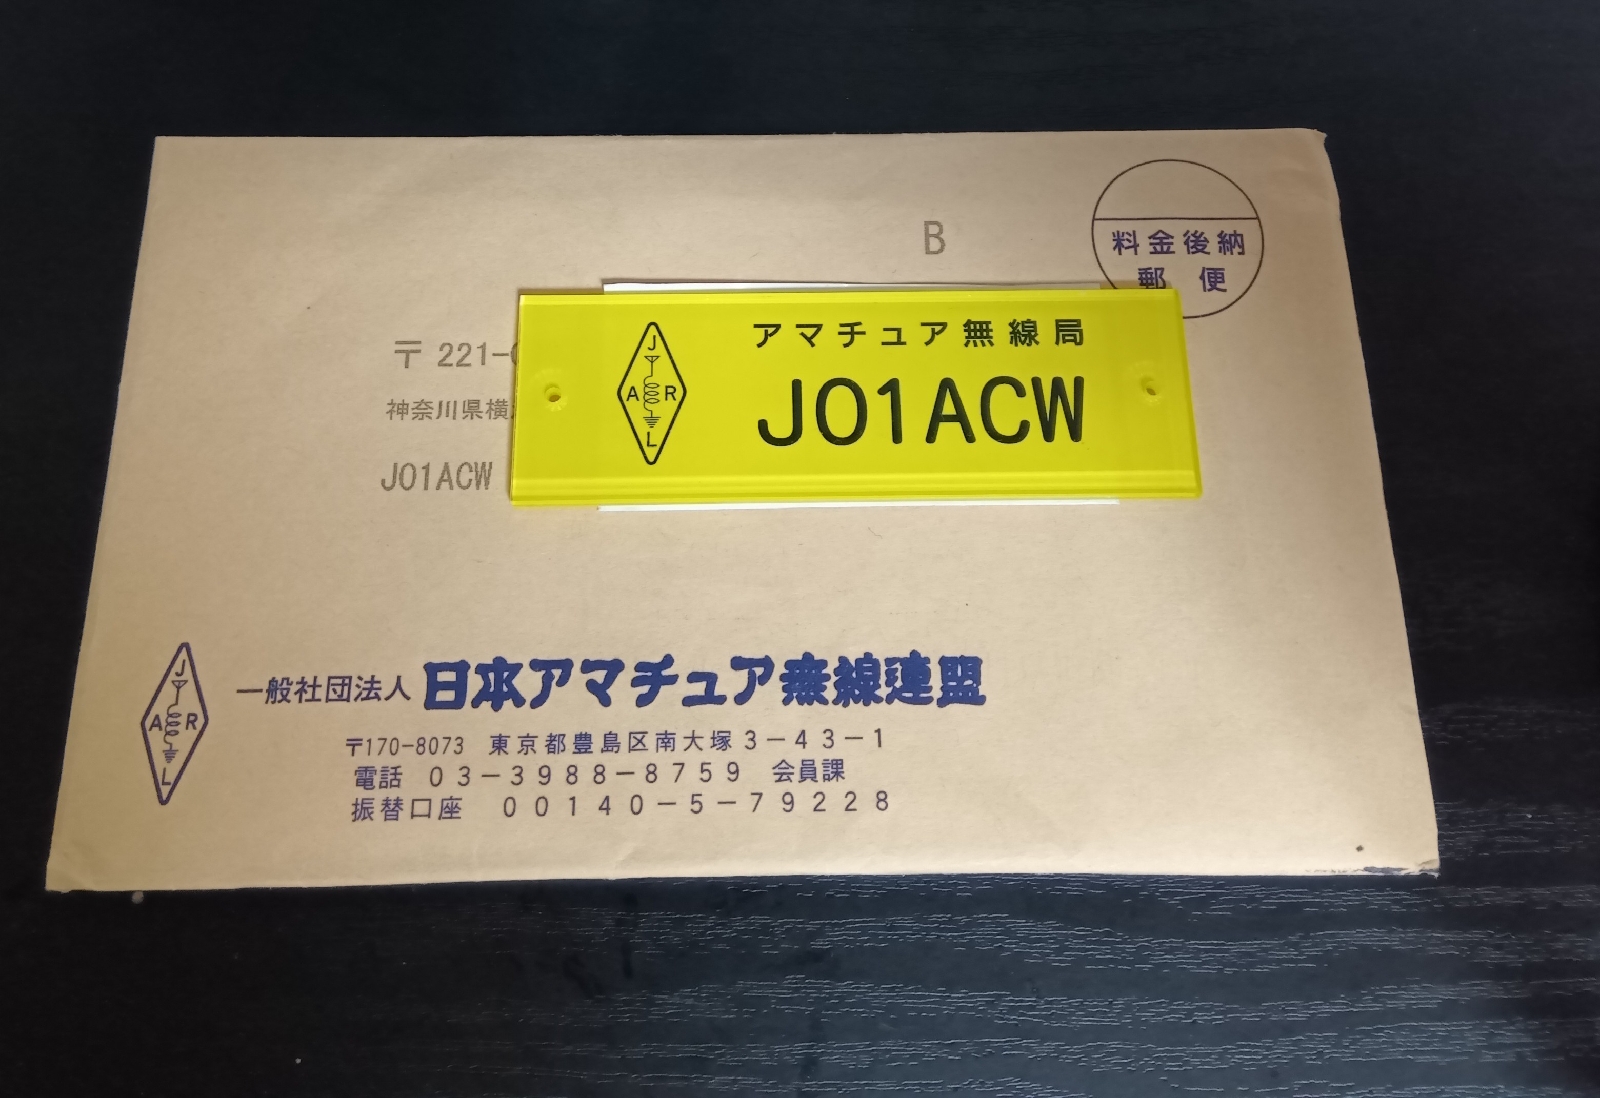 B
料金後納
郵便
〒 221-
神奈川県横
JO1ACW
アマチュア無線局
JARL
JO1ACW
JARL
一般社団法人 日本アマチュア無線連盟
〒170-8073 東京都豊島区南大塚3-43-1
電話 03-3988-8759 会員課
振替口座 00140-5-79228